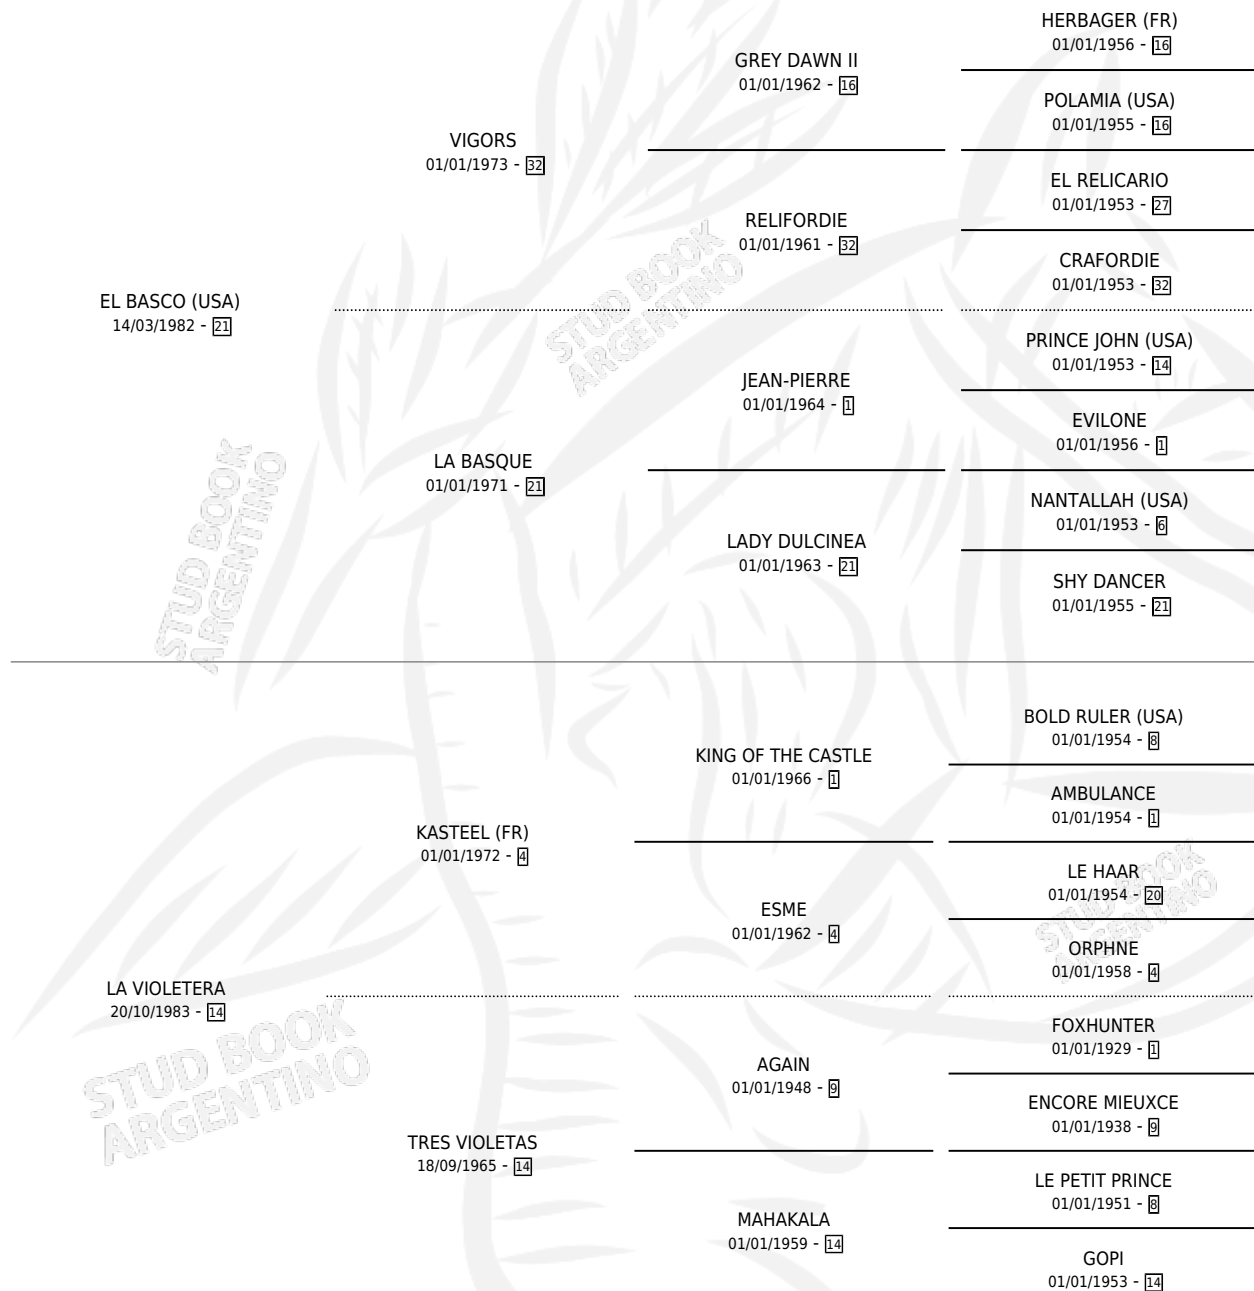 HERBAGER (FR)
01/01/1956 - 16
GREY DAWN II
01/01/1962 - 16
POLAMIA (USA)
01/01/1955 - 16
VIGORS
01/01/1973 - 32
EL RELICARIO
01/01/1953 - 27
RELIFORDIE
01/01/1961 - 32
CRAFORDIE
01/01/1953 - 32
EL BASCO (USA)
14/03/1982 - 21
PRINCE JOHN (USA)
01/01/1953 - 14
JEAN-PIERRE
01/01/1964 - 1
EVILONE
01/01/1956 - 1
LA BASQUE
01/01/1971 - 21
NANTALLAH (USA)
01/01/1953 - 6
LADY DULCINEA
01/01/1963 - 21
SHY DANCER
01/01/1955 - 21
BOLD RULER (USA)
01/01/1954 - 8
KING OF THE CASTLE
01/01/1966 - 1
AMBULANCE
01/01/1954 - 1
KASTEEL (FR)
01/01/1972 - 4
LE HAAR
01/01/1954 - 20
ESME
01/01/1962 - 4
ORPHNE
01/01/1958 - 4
LA VIOLETERA
20/10/1983 - 14
FOXHUNTER
01/01/1929 - 1
AGAIN
01/01/1948 - 9
ENCORE MIEUXCE
01/01/1938 - 9
TRES VIOLETAS
18/09/1965 - 14
LE PETIT PRINCE
01/01/1951 - 8
MAHAKALA
01/01/1959 - 14
GOPI
01/01/1953 - 14
STUD BOOK
ARGENTINO
STUD BOOK
ARGENTINO
STUD BOOK
ARGENTINO
STUD BOOK
ARGENTINO